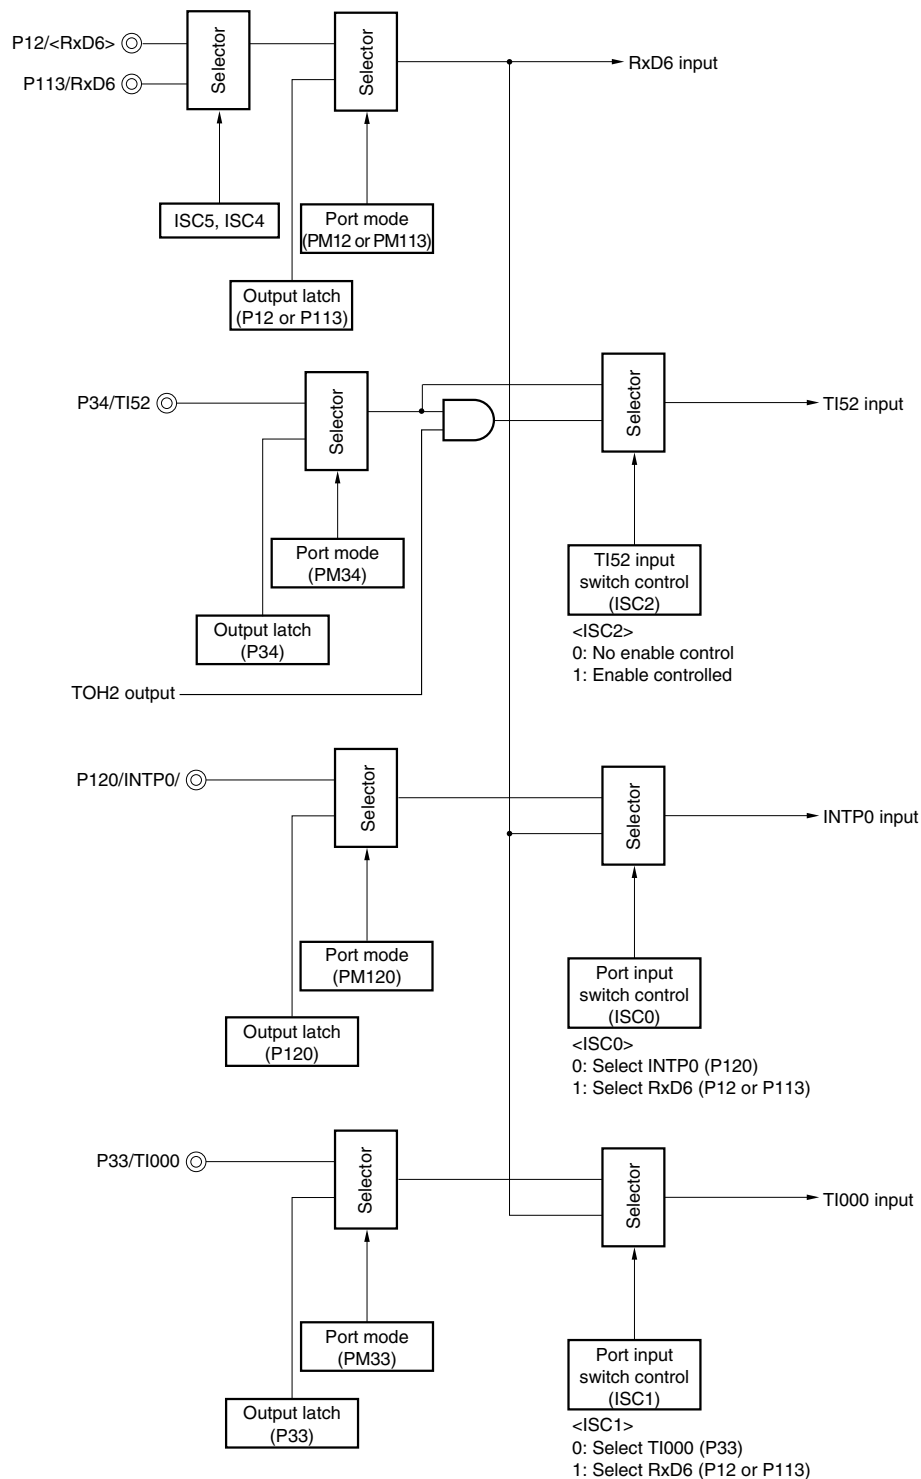 P12/<RxD6>
P113/RxD6
Selector
Selector
RxD6 input
ISC5, ISC4
Port mode
(PM12 or PM113)
Output latch
(P12 or P113)
P34/TI52
Selector
Selector
TI52 input
Port mode
(PM34)
TI52 input
switch control
(ISC2)
Output latch
(P34)
<ISC2>
0: No enable control
1: Enable controlled
TOH2 output
P120/INTP0/
Selector
Selector
INTP0 input
Port mode
(PM120)
Port input
switch control
(ISC0)
Output latch
(P120)
<ISC0>
0: Select INTP0 (P120)
1: Select RxD6 (P12 or P113)
P33/TI000
Selector
Selector
TI000 input
Port mode
(PM33)
Port input
switch control
(ISC1)
Output latch
(P33)
<ISC1>
0: Select TI000 (P33)
1: Select RxD6 (P12 or P113)